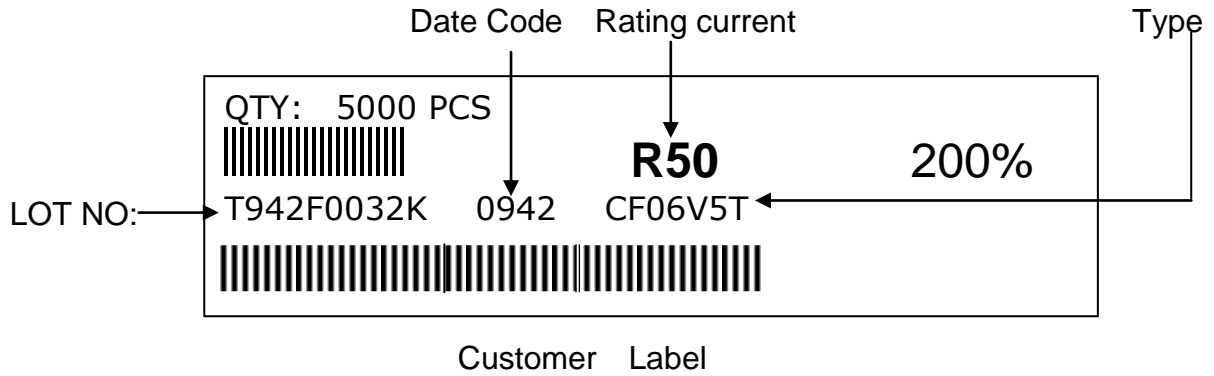 Date Code Rating current Type
QTY: 5000 PCS
R50 200%
LOT NO: T942F0032K 0942 CF06V5T
Customer Label